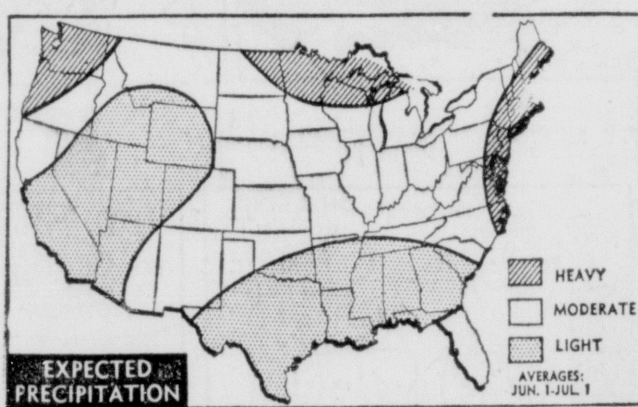 HEAVY
MODERATE
LIGHT
AVERAGES:
JUN. 1-JUL. 1
EXPECTED
PRECIPITATION